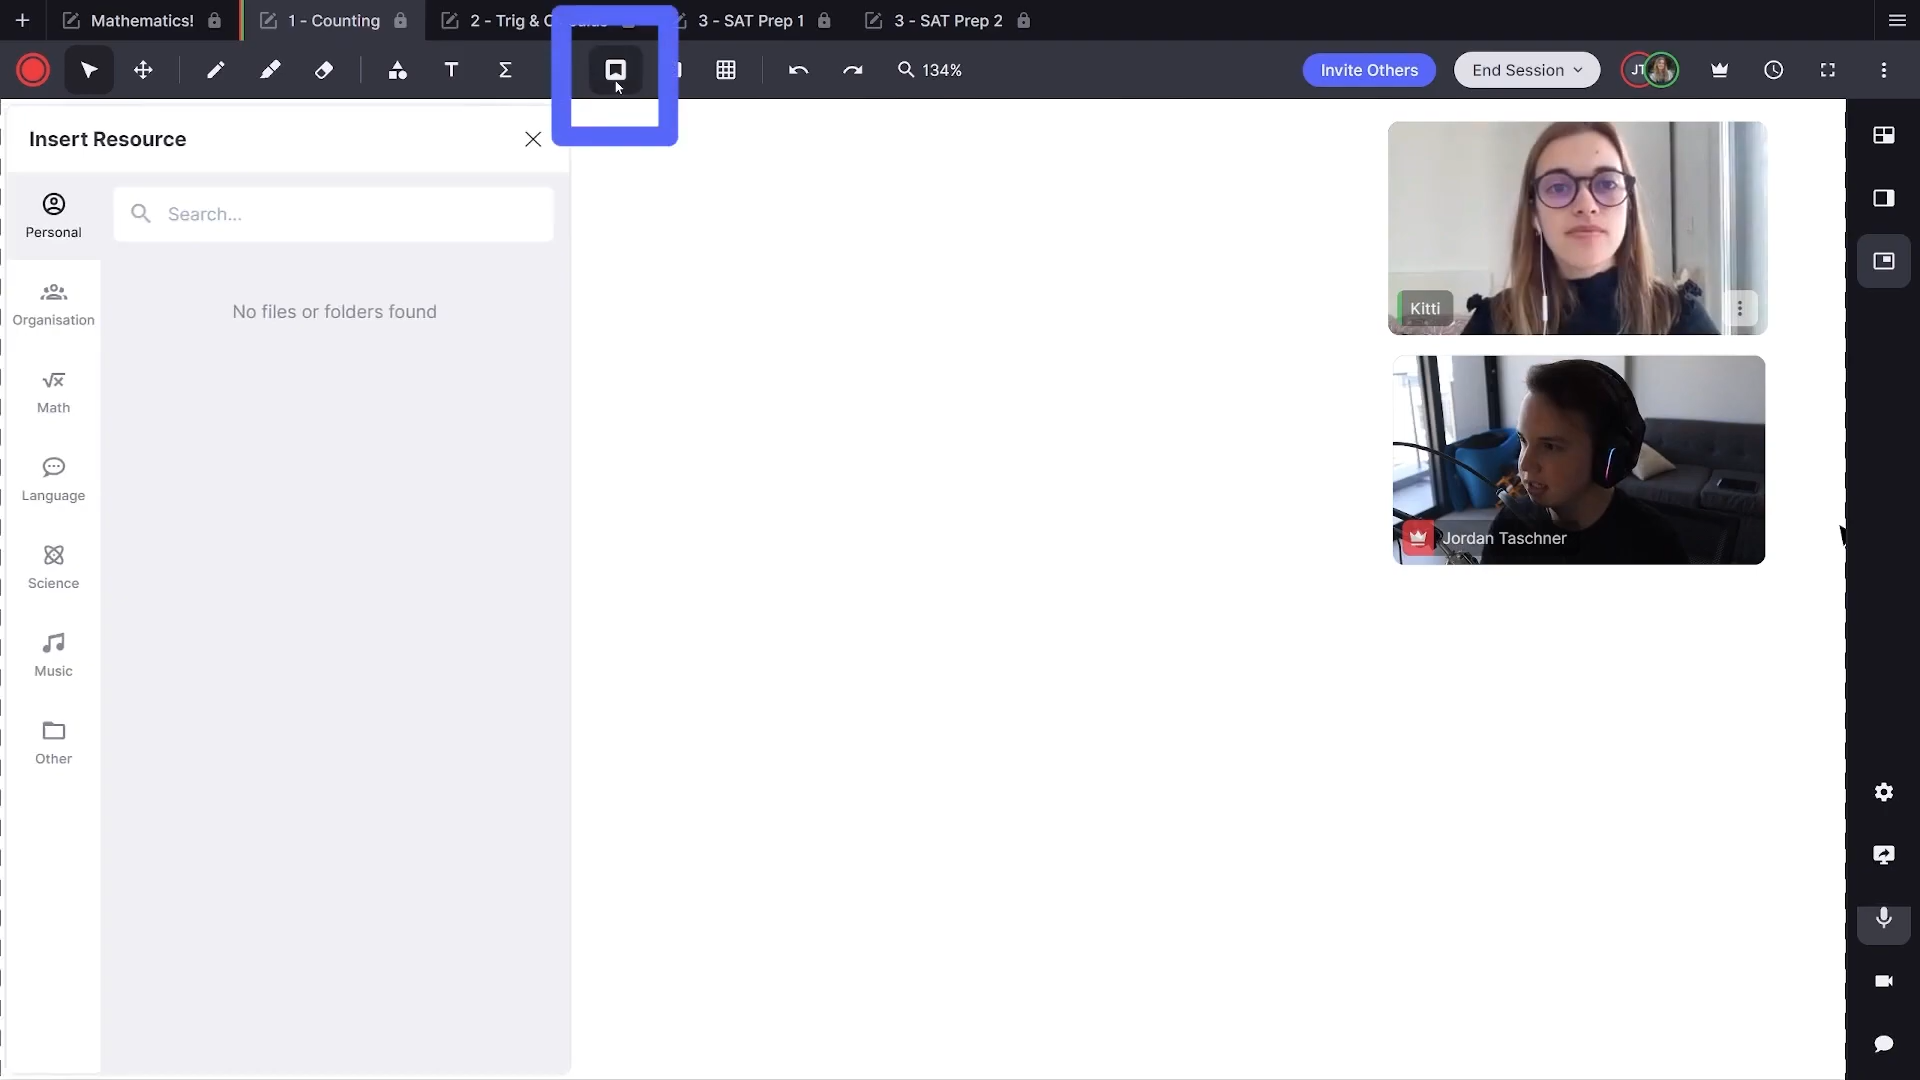 Mathematics!
1 - Counting
2 - Trig &
3 - SAT Prep 1
3 - SAT Prep 2
T
Σ
134%
Invite Others
End Session
JT
Insert Resource
Search...
Personal
No files or folders found
Organisation
√x
Math
Language
Science
Music
Other
Kitti
Jordan Taschner